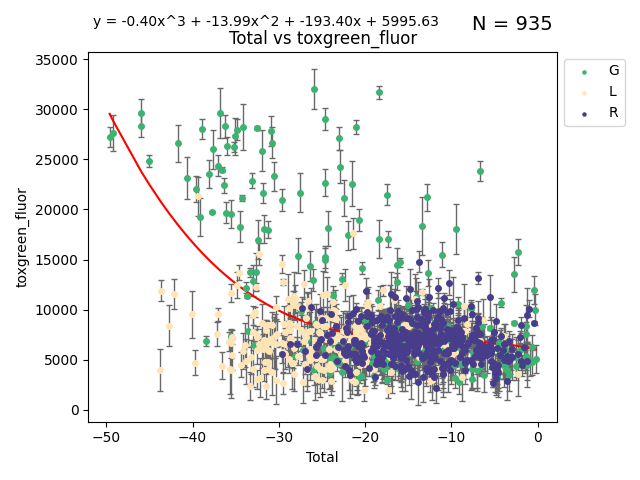 y = -0.40x^3 + -13.99x^2 + -193.40x + 5995.63
N = 935
Total vs toxgreen_fluor
35000
30000
25000
20000
15000
10000
5000
0
toxgreen_fluor
−50
−40
−30
−20
−10
0
Total
G
L
R